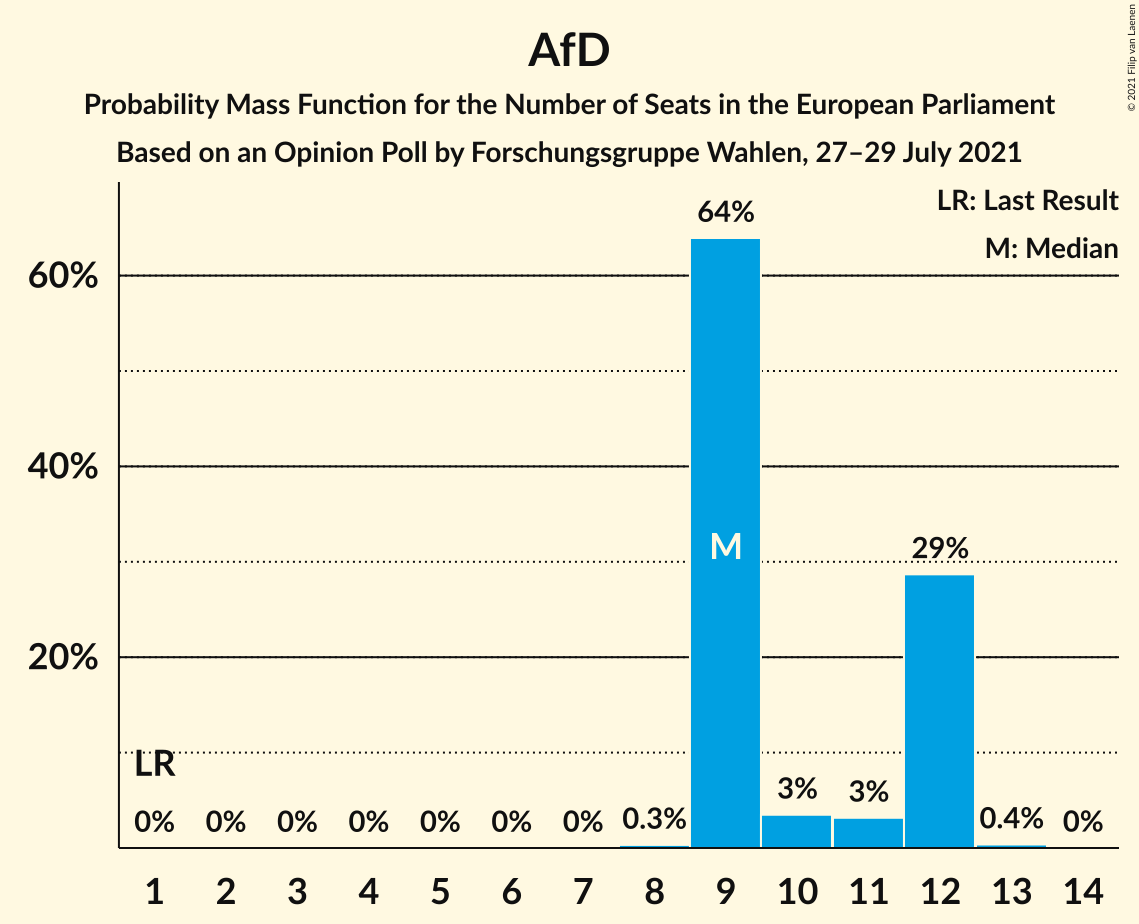 AfD
Probability Mass Function for the Number of Seats in the European Parliament
Based on an Opinion Poll by Forschungsgruppe Wahlen, 27–29 July 2021
© 2021 Filip van Laenen
LR: Last Result
M: Median
64%
60%
40%
20%
M
29%
LR
0% 0% 0% 0% 0% 0% 0% 0.3% 3% 3% 0.4% 0%
1 2 3 4 5 6 7 8 9 10 11 12 13 14